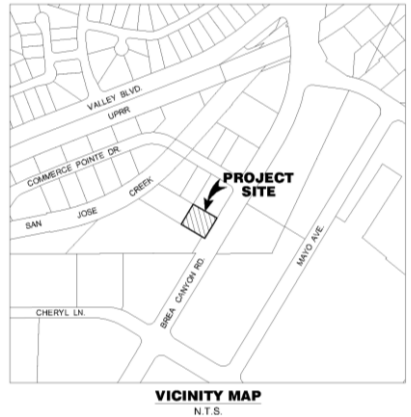 VALLEY BLVD.
UPRR
COMMERCE POINTE DR.
SAN JOSE CREEK
PROJECT
SITE
BREA CANYON RD.
MAYO AVE.
CHERYL LN.
VICINITY MAP
N.T.S.